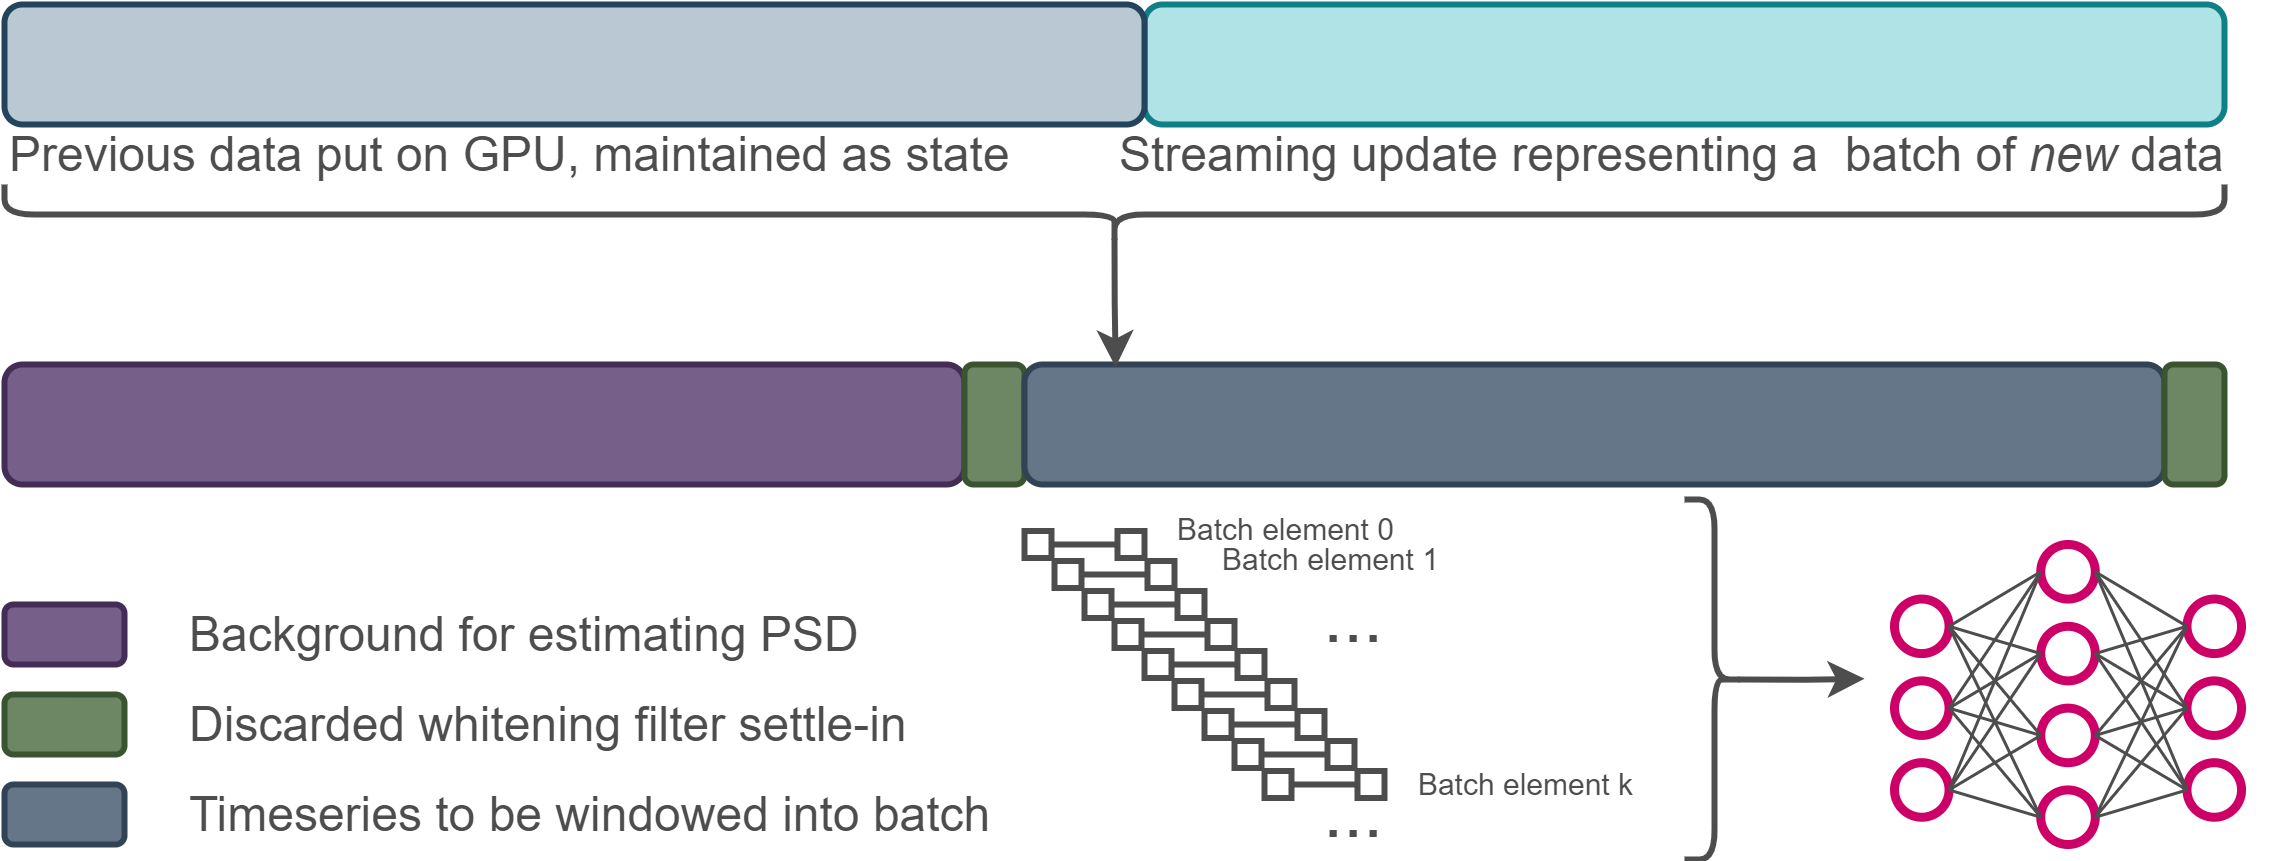 Previous data put on GPU, maintained as state
Streaming update representing a batch of new data
Batch element 0
Batch element 1
...
Background for estimating PSD
Discarded whitening filter settle-in
Batch element k
Timeseries to be windowed into batch
...